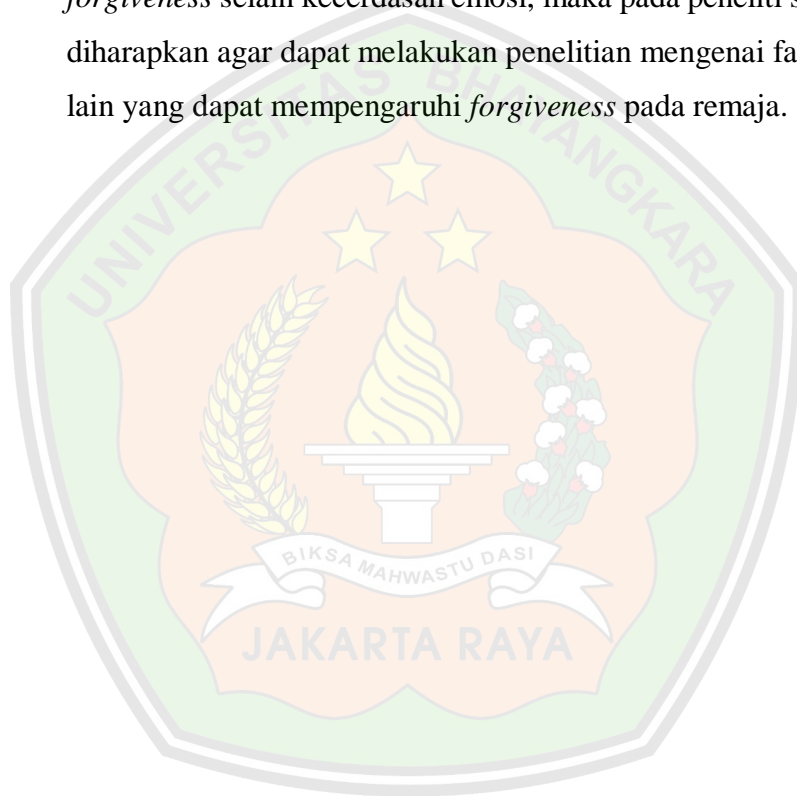 forgiveness selain kecerdasan emosi, maka pada peneliti
diharapkan agar dapat melakukan penelitian mengenai
lain yang dapat mempengaruhi forgiveness pada remaja.
UNIVERSITAS BHAYANGKARA
BIKSA MAHWASTU DASI
JAKARTA RAYA